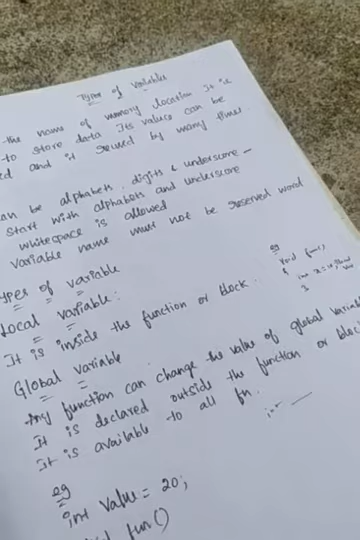 Types of Variables
the name of memory location It is
to store data Its values can be
and it reused by many times.
can be alphabets, digits & underscore -
start with alphabets and underscore
whitespace is allowed
Variable name must not be reserved word
Types of variable
Local variable:
It is inside the function or block.
eg
void fun()
{ int x=10;
}
Global variable
Any function can change the value of global variable
It is declared outside the function or block
It is available to all fn.
eg
int value = 20;
fun()